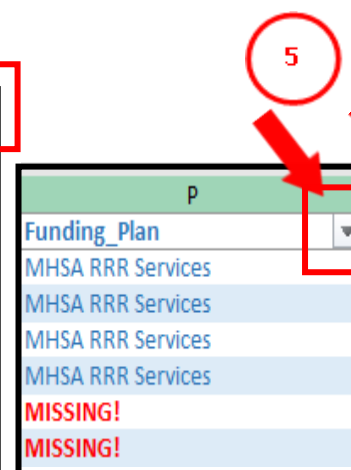 5
P
Funding_Plan
MHSA RRR Services
MHSA RRR Services
MHSA RRR Services
MHSA RRR Services
MISSING!
MISSING!